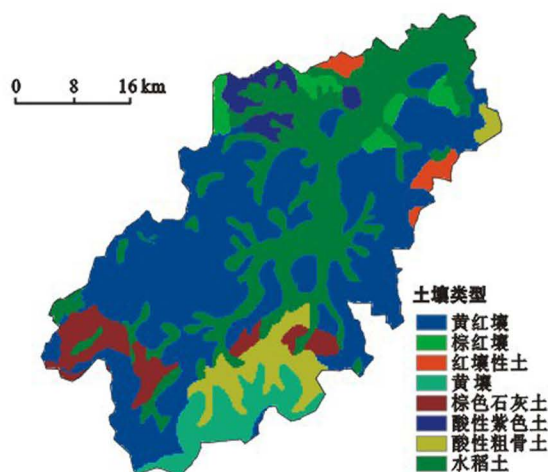 0 8 16 km
土壤类型
黄红壤
棕红壤
红壤性土
黄壤
棕色石灰土
酸性紫色土
酸性粗骨土
水稻土